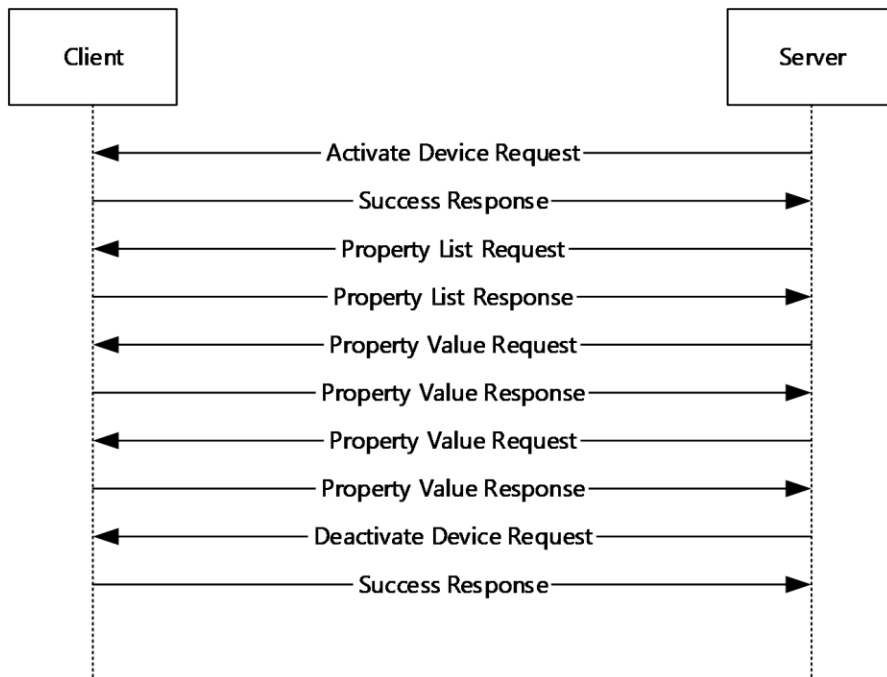 Client
Server
Activate Device Request
Success Response
Property List Request
Property List Response
Property Value Request
Property Value Response
Property Value Request
Property Value Response
Deactivate Device Request
Success Response